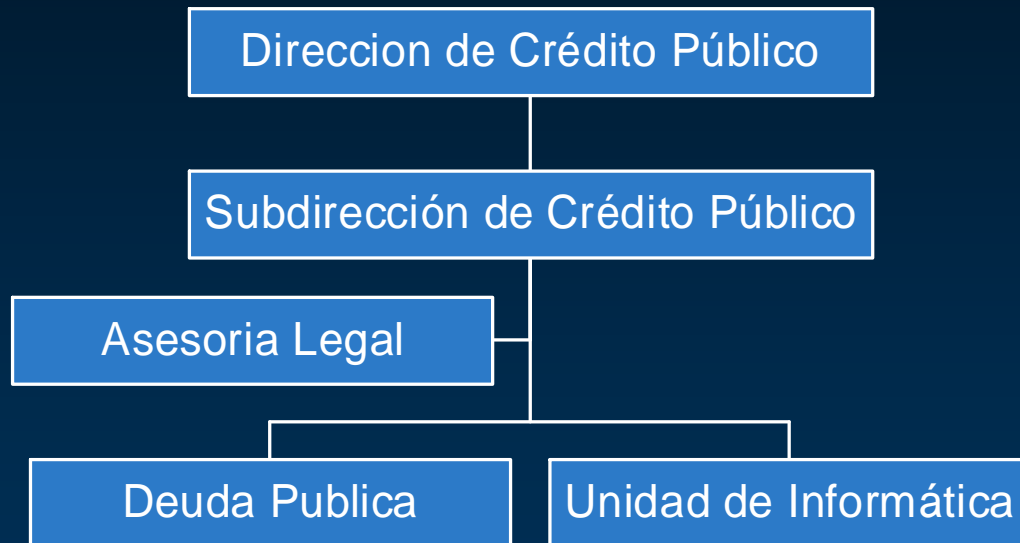 Direccion de Crédito Público
Subdirección de Crédito Público
Asesoria Legal
Deuda Publica
Unidad de Informática